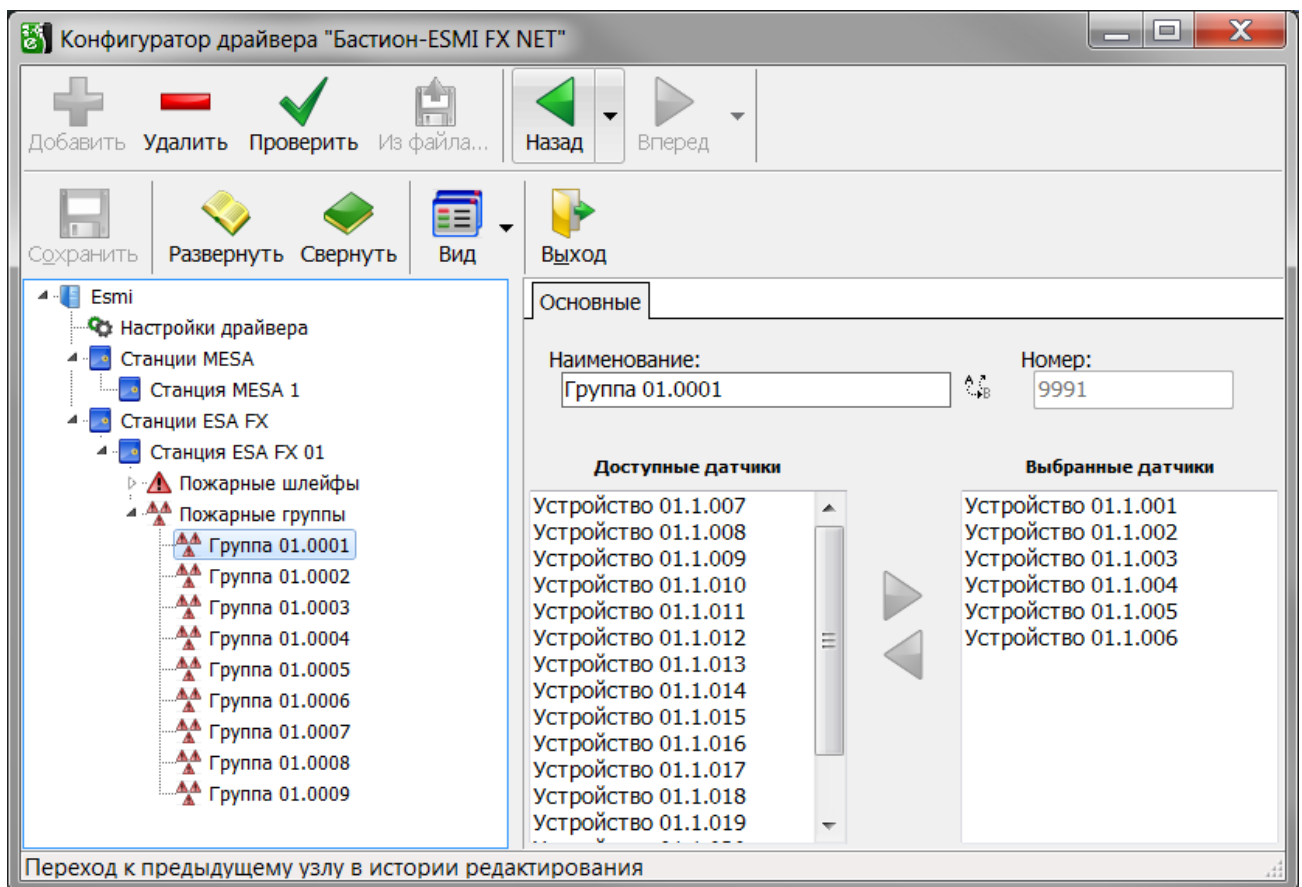 Конфигуратор драйвера "Бастион-ESMI FX NET"
Добавить Удалить Проверить Из файла... Назад Вперед
Сохранить Развернуть Свернуть Вид Выход
Esmi
Настройки драйвера
Станции MESA
Станция MESA 1
Станции ESA FX
Станция ESA FX 01
Пожарные шлейфы
Пожарные группы
Группа 01.0001
Группа 01.0002
Группа 01.0003
Группа 01.0004
Группа 01.0005
Группа 01.0006
Группа 01.0007
Группа 01.0008
Группа 01.0009
Основные
Наименование: Номер:
Группа 01.0001 9991
Доступные датчики
Устройство 01.1.007
Устройство 01.1.008
Устройство 01.1.009
Устройство 01.1.010
Устройство 01.1.011
Устройство 01.1.012
Устройство 01.1.013
Устройство 01.1.014
Устройство 01.1.015
Устройство 01.1.016
Устройство 01.1.017
Устройство 01.1.018
Устройство 01.1.019
Выбранные датчики
Устройство 01.1.001
Устройство 01.1.002
Устройство 01.1.003
Устройство 01.1.004
Устройство 01.1.005
Устройство 01.1.006
Переход к предыдущему узлу в истории редактирования